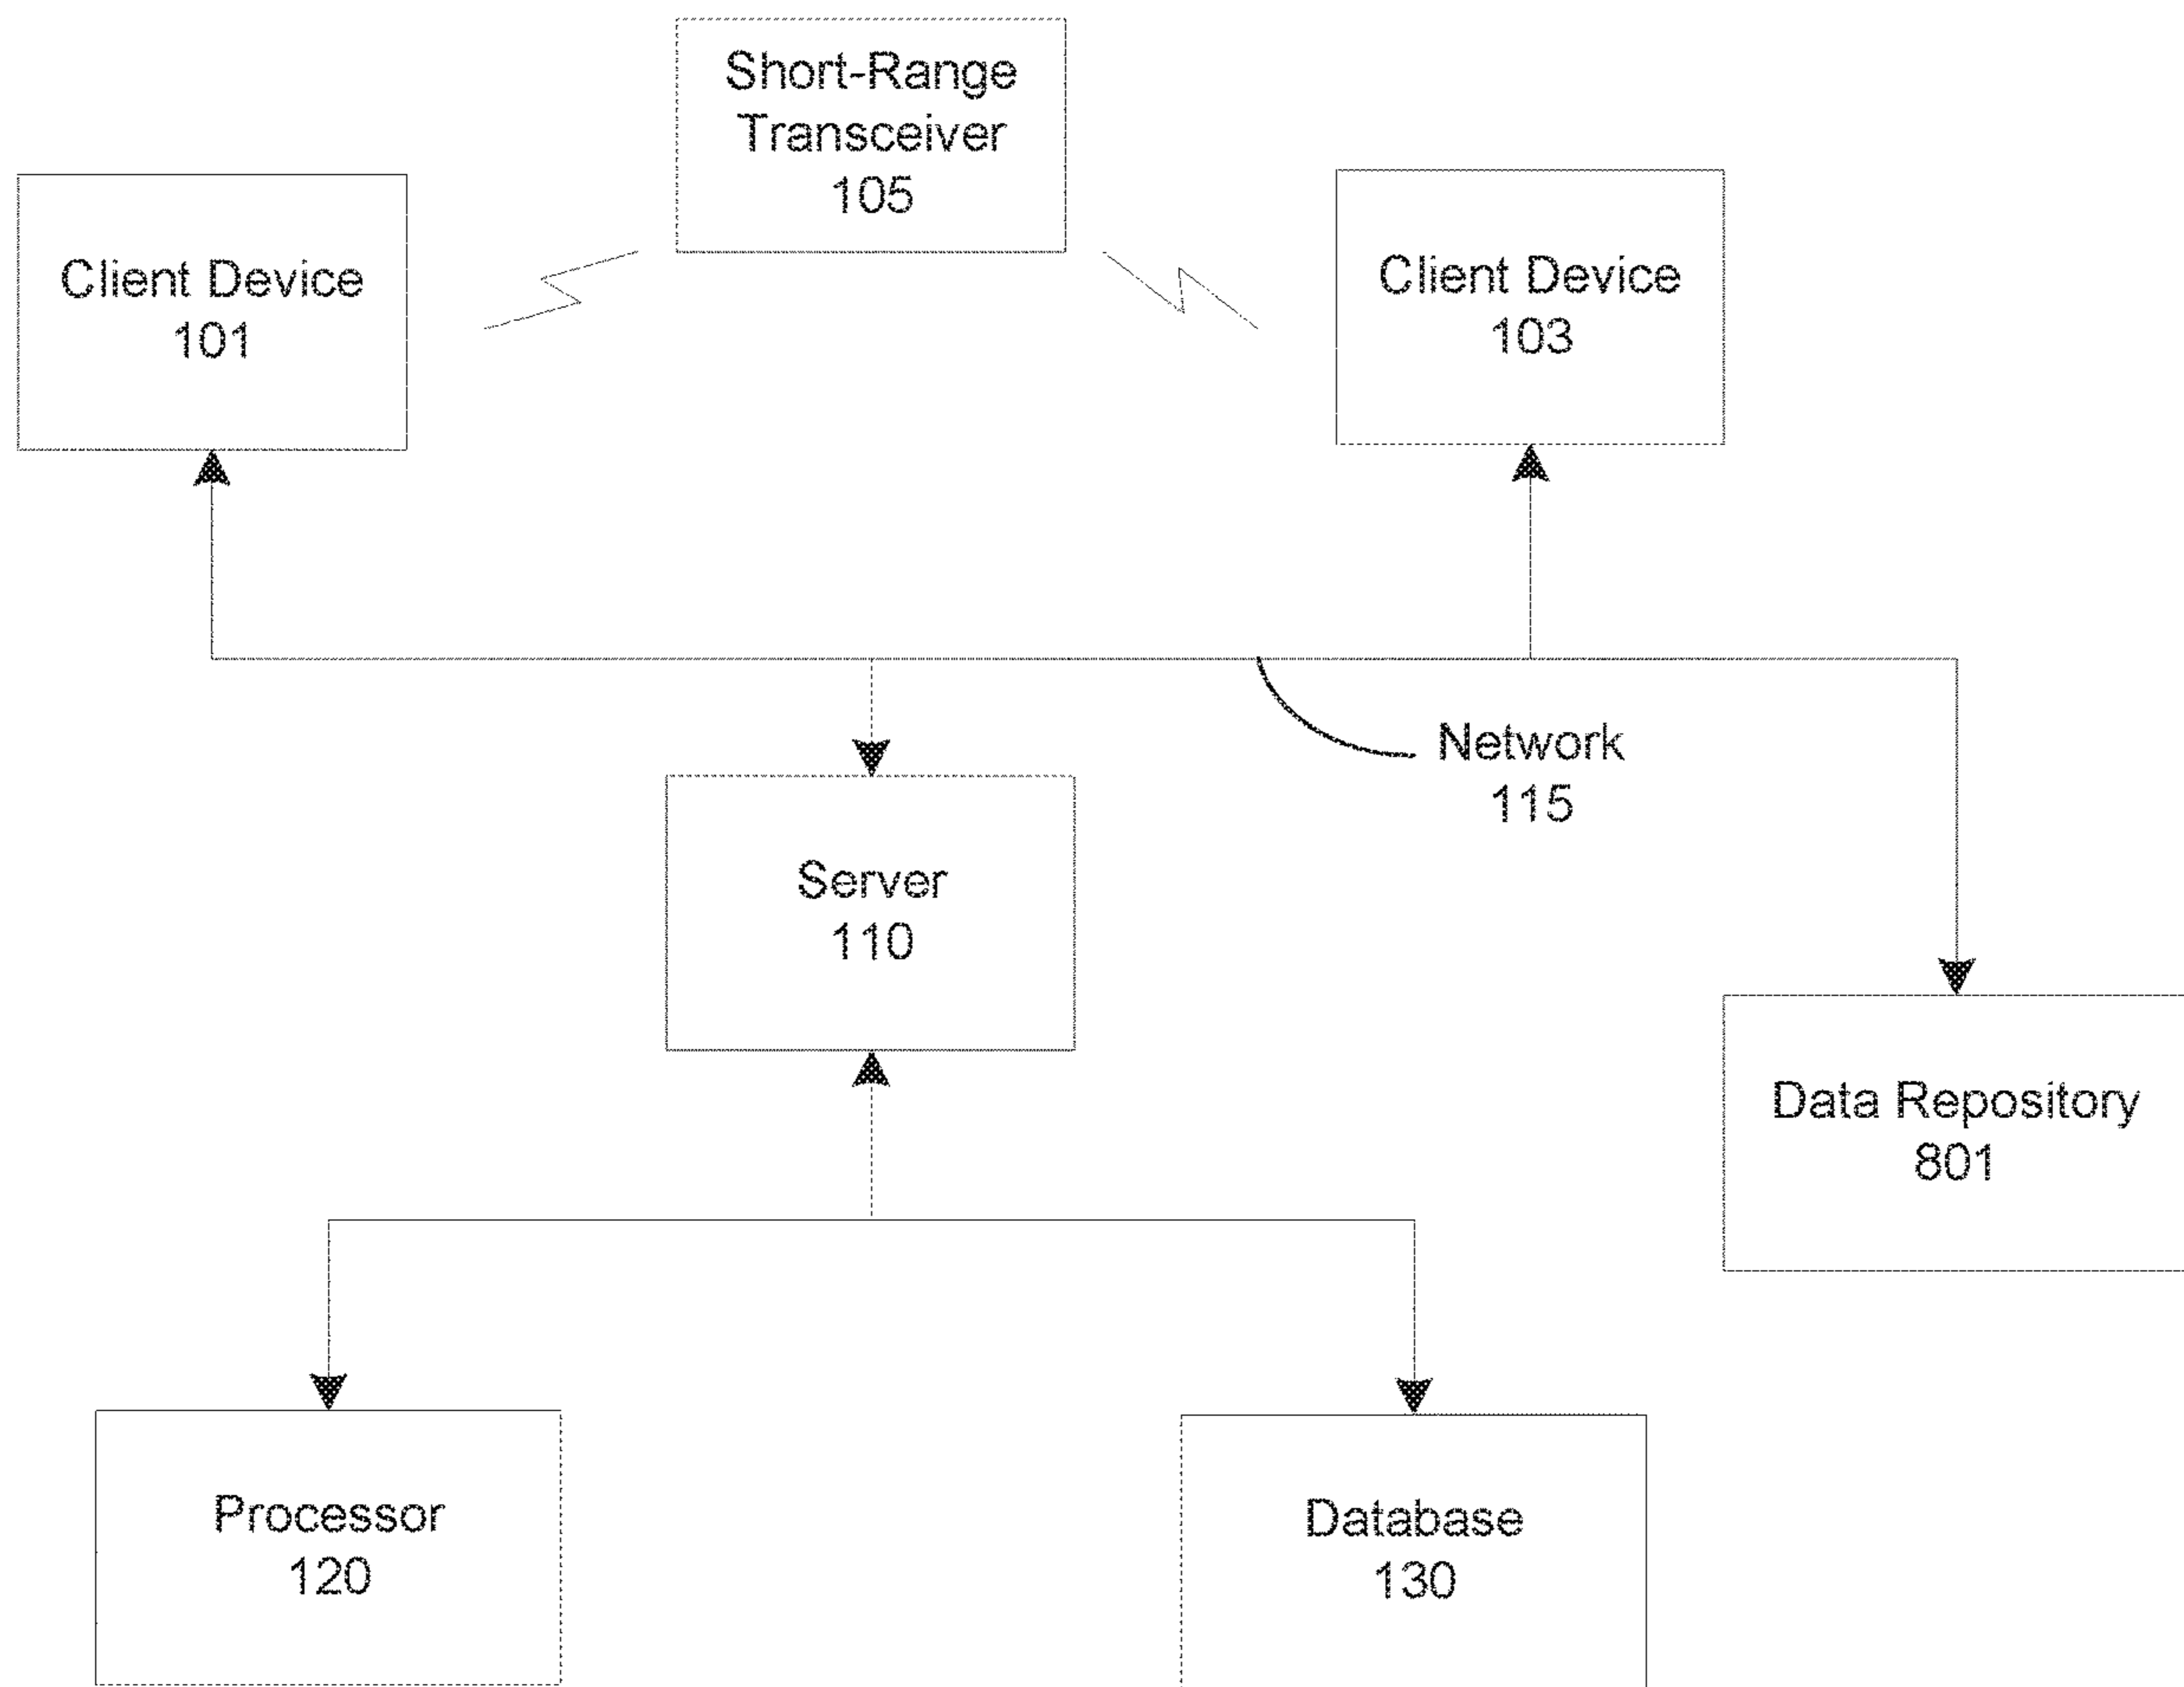 Short-Range
Transceiver
105
Client Device
101
Client Device
103
Network
115
Server
110
Data Repository
801
Processor
120
Database
130